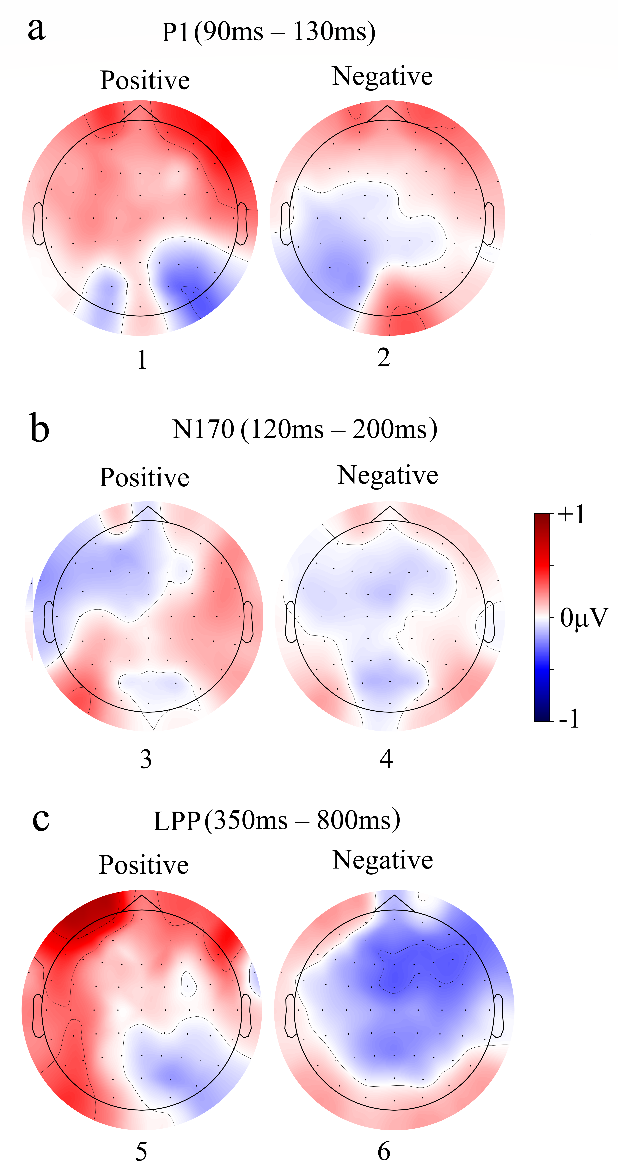 a P1 (90ms – 130ms)
Positive Negative
1 2
b N170 (120ms – 200ms)
Positive Negative
+1
0µV
-1
3 4
c LPP (350ms – 800ms)
Positive Negative
5 6